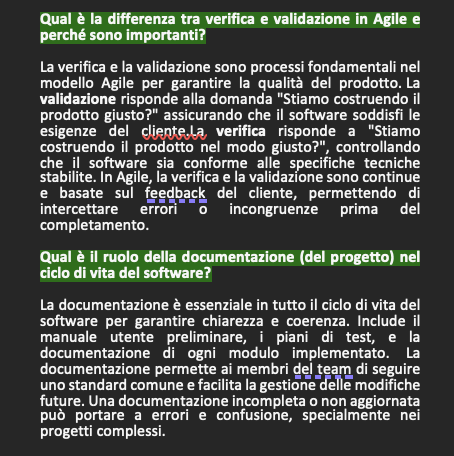 Qual è la differenza tra verifica e validazione in Agile e
perché sono importanti?
La verifica e la validazione sono processi fondamentali nel
modello Agile per garantire la qualità del prodotto. La
validazione risponde alla domanda "Stiamo costruendo il
prodotto giusto?" assicurando che il software soddisfi le
esigenze del cliente.La verifica risponde a "Stiamo
costruendo il prodotto nel modo giusto?", controllando
che il software sia conforme alle specifiche tecniche
stabilite. In Agile, la verifica e la validazione sono continue
e basate sul feedback del cliente, permettendo di
intercettare errori o incongruenze prima del
completamento.
Qual è il ruolo della documentazione (del progetto) nel
ciclo di vita del software?
La documentazione è essenziale in tutto il ciclo di vita del
software per garantire chiarezza e coerenza. Include il
manuale utente preliminare, i piani di test, e la
documentazione di ogni modulo implementato. La
documentazione permette ai membri del team di seguire
uno standard comune e facilita la gestione delle modifiche
future. Una documentazione incompleta o non aggiornata
può portare a errori e confusione, specialmente nei
progetti complessi.